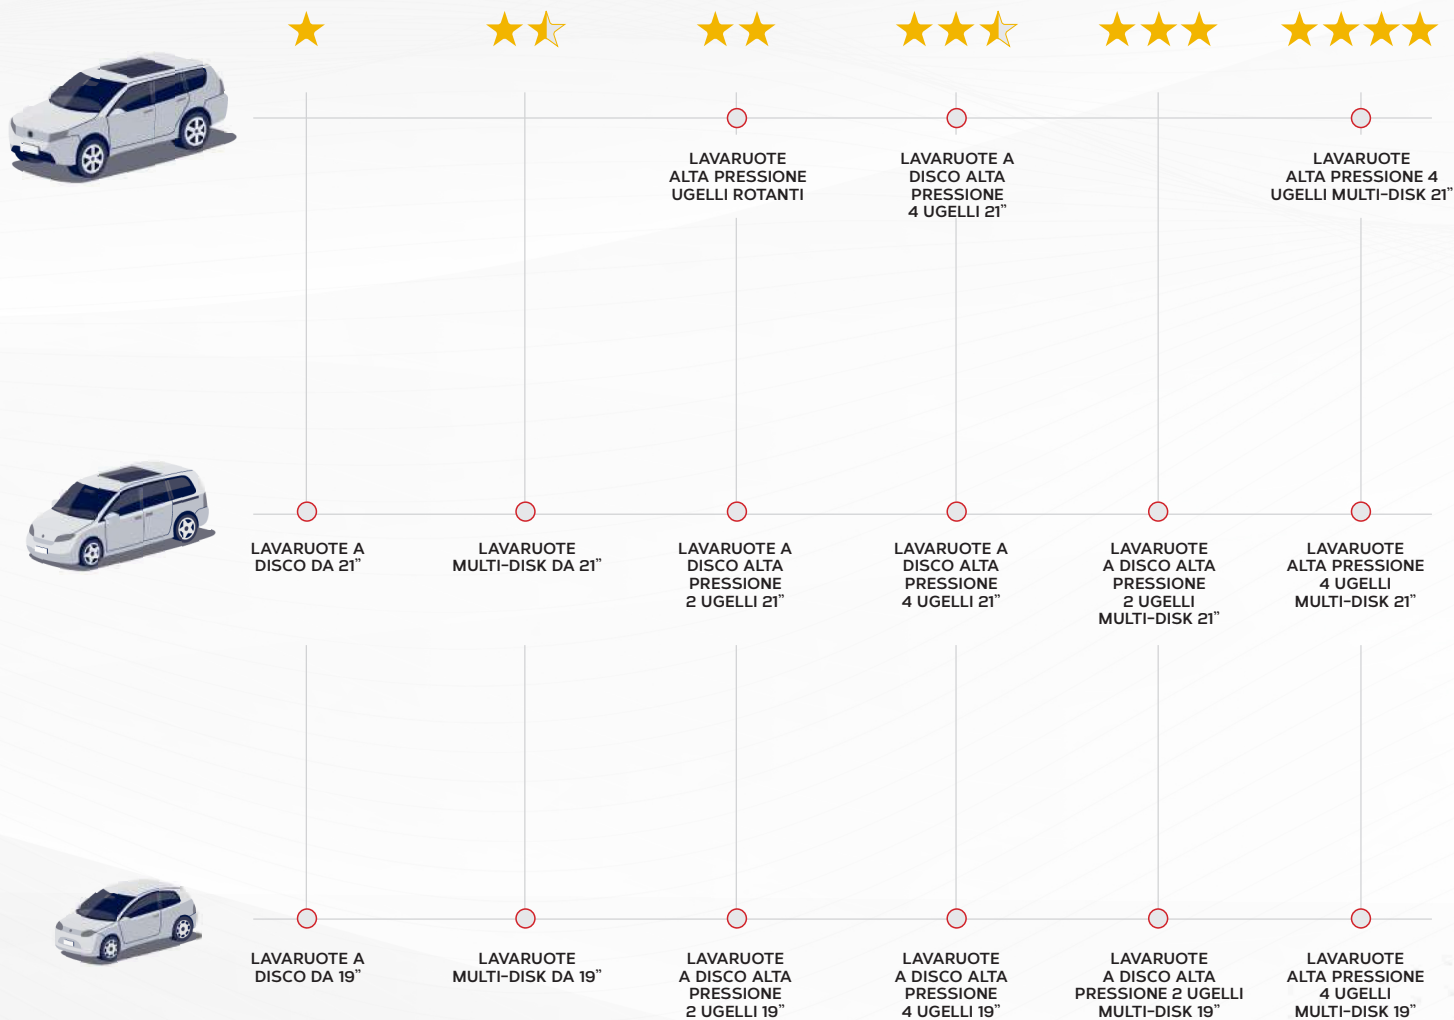 LAVARUOTE
ALTA PRESSIONE
UGELLI ROTANTI
LAVARUOTE A
DISCO ALTA
PRESSIONE
4 UGELLI 21”
LAVARUOTE
ALTA PRESSIONE 4
UGELLI MULTI-DISK 21”
LAVARUOTE A
DISCO DA 21”
LAVARUOTE
MULTI-DISK DA 21”
LAVARUOTE A
DISCO ALTA
PRESSIONE
2 UGELLI 21”
LAVARUOTE A
DISCO ALTA
PRESSIONE
4 UGELLI 21”
LAVARUOTE
A DISCO ALTA
PRESSIONE
2 UGELLI
MULTI-DISK 21”
LAVARUOTE
ALTA PRESSIONE
4 UGELLI
MULTI-DISK 21”
LAVARUOTE A
DISCO DA 19”
LAVARUOTE
MULTI-DISK DA 19”
LAVARUOTE
A DISCO ALTA
PRESSIONE
2 UGELLI 19”
LAVARUOTE
A DISCO ALTA
PRESSIONE
4 UGELLI 19”
LAVARUOTE
A DISCO ALTA
PRESSIONE 2 UGELLI
MULTI-DISK 19”
LAVARUOTE
ALTA PRESSIONE
4 UGELLI
MULTI-DISK 19”